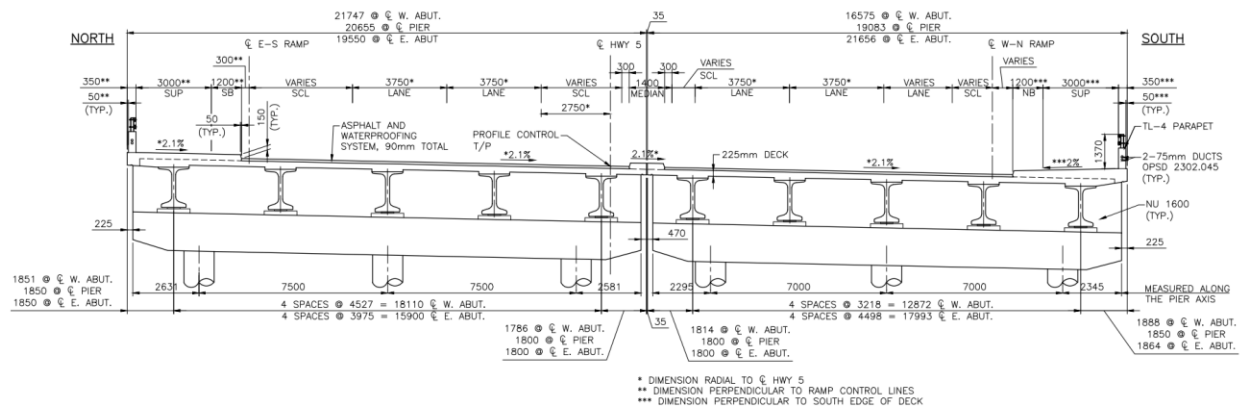 21747 @ ℄ W. ABUT.
20655 @ ℄ PIER
19550 @ ℄ E. ABUT
35
16575 @ ℄ W. ABUT.
19083 @ ℄ PIER
21656 @ ℄ E. ABUT
NORTH
℄ E-S RAMP
℄ HWY 5
℄ W-N RAMP
SOUTH
300**
300
300
VARIES
SCL
VARIES
350**
3000**
SUP
1200**
SB
VARIES
SCL
3750*
LANE
3750*
LANE
VARIES
SCL
1400
MEDIAN
3750*
LANE
3750*
LANE
VARIES
LANE
VARIES
SCL
1200***
NB
3000***
SUP
350***
50**
(TYP.)
50
(TYP.)
150
(TYP.)
2750*
50***
(TYP.)
*2.1%
ASPHALT AND
WATERPROOFING
SYSTEM, 90mm TOTAL
PROFILE CONTROL
T/P
*2.1%
2.1%*
225mm DECK
*2.1%
***2%
1370
TL-4 PARAPET
2-75mm DUCTS
OPSD 2302.045
(TYP.)
NU 1600
(TYP.)
225
470
225
1851 @ ℄ W. ABUT.
1850 @ ℄ PIER
1850 @ ℄ E. ABUT.
2631
7500
7500
2581
2295
7000
7000
2345
MEASURED ALONG
THE PIER AXIS
4 SPACES @ 4527 = 18110 ℄ W. ABUT.
4 SPACES @ 3975 = 15900 ℄ E. ABUT.
4 SPACES @ 3218 = 12872 ℄ W. ABUT.
4 SPACES @ 4498 = 17993 ℄ E. ABUT.
35
1786 @ ℄ W. ABUT.
1800 @ ℄ PIER
1800 @ ℄ E. ABUT.
1814 @ ℄ W. ABUT.
1800 @ ℄ PIER
1800 @ ℄ E. ABUT.
1888 @ ℄ W. ABUT.
1850 @ ℄ PIER
1864 @ ℄ E. ABUT.
* DIMENSION RADIAL TO ℄ HWY 5
** DIMENSION PERPENDICULAR TO RAMP CONTROL LINES
*** DIMENSION PERPENDICULAR TO SOUTH EDGE OF DECK